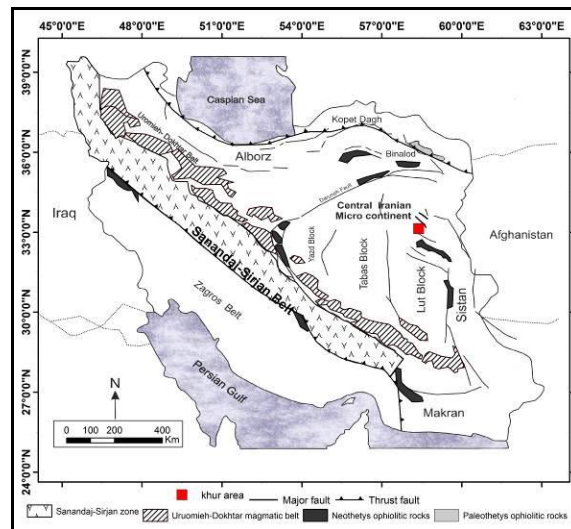 45°0'0"E 48°0'0"E 51°0'0"E 54°0'0"E 57°0'0"E 60°0'0"E
39°0'0"N
36°0'0"N
33°0'0"N
30°0'0"N
27°0'0"N
24°0'0"N
Caspian Sea
Kopet Dagh
Uroumieh- Dokhtar Belt
Alborz
Binalod
Darouneh Fault
Central Iranian
Micro continent
Iraq
Afghanistan
Yazd Block
Tabas Block
Lut Block
Sistan
Sanandaj-Sirjan Belt
Zagros Belt
Persian Gulf
Makran
N
0 100 200 400
Km
khur area
Major fault
Thrust fault
Sanandaj-Sirjan zone
Uruomieh-Dokhtar magmatic belt
Neothetys ophiolitic rocks
Paleothetys ophiolitic rocks